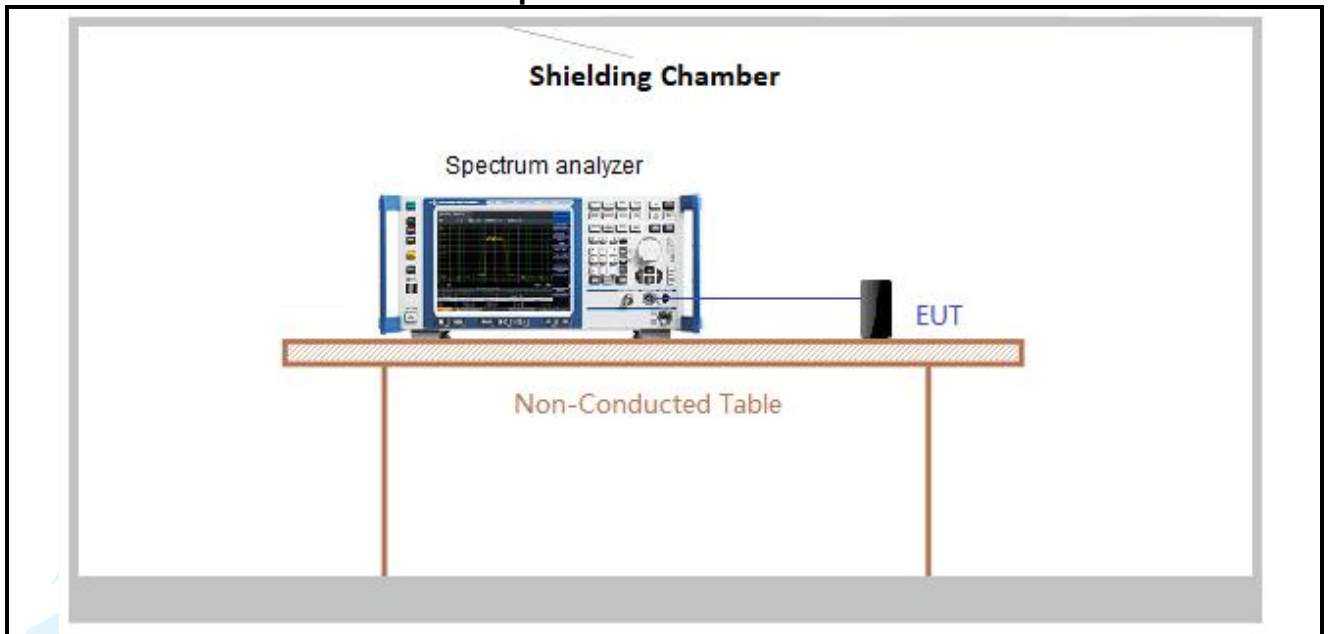 Shielding Chamber
Spectrum analyzer
EUT
Non-Conducted Table